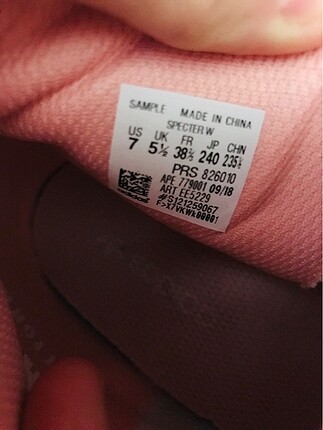 SAMPLE MADE IN CHINA
SPECTER W
US UK FR JP CHN
7 5½ 38⅔ 240 235
PRS 826010
APE 779001 09/18
ART EE5229
#S121259067